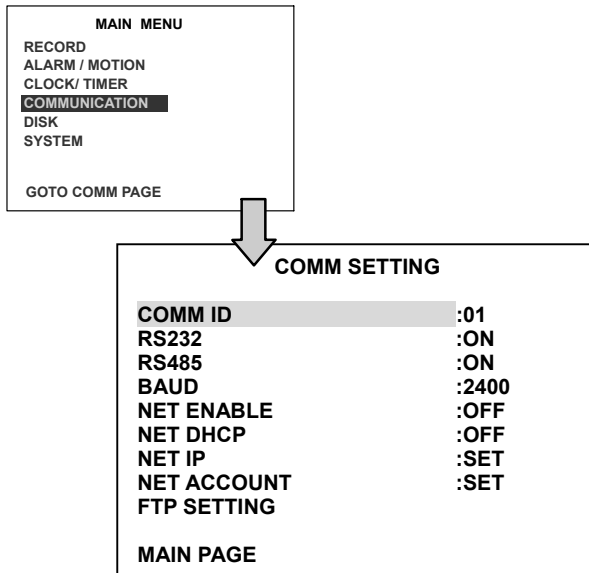 MAIN MENU
RECORD
ALARM / MOTION
CLOCK/ TIMER
COMMUNICATION
DISK
SYSTEM
GOTO COMM PAGE
COMM SETTING
COMM ID :01
RS232 :ON
RS485 :ON
BAUD :2400
NET ENABLE :OFF
NET DHCP :OFF
NET IP :SET
NET ACCOUNT :SET
FTP SETTING
MAIN PAGE